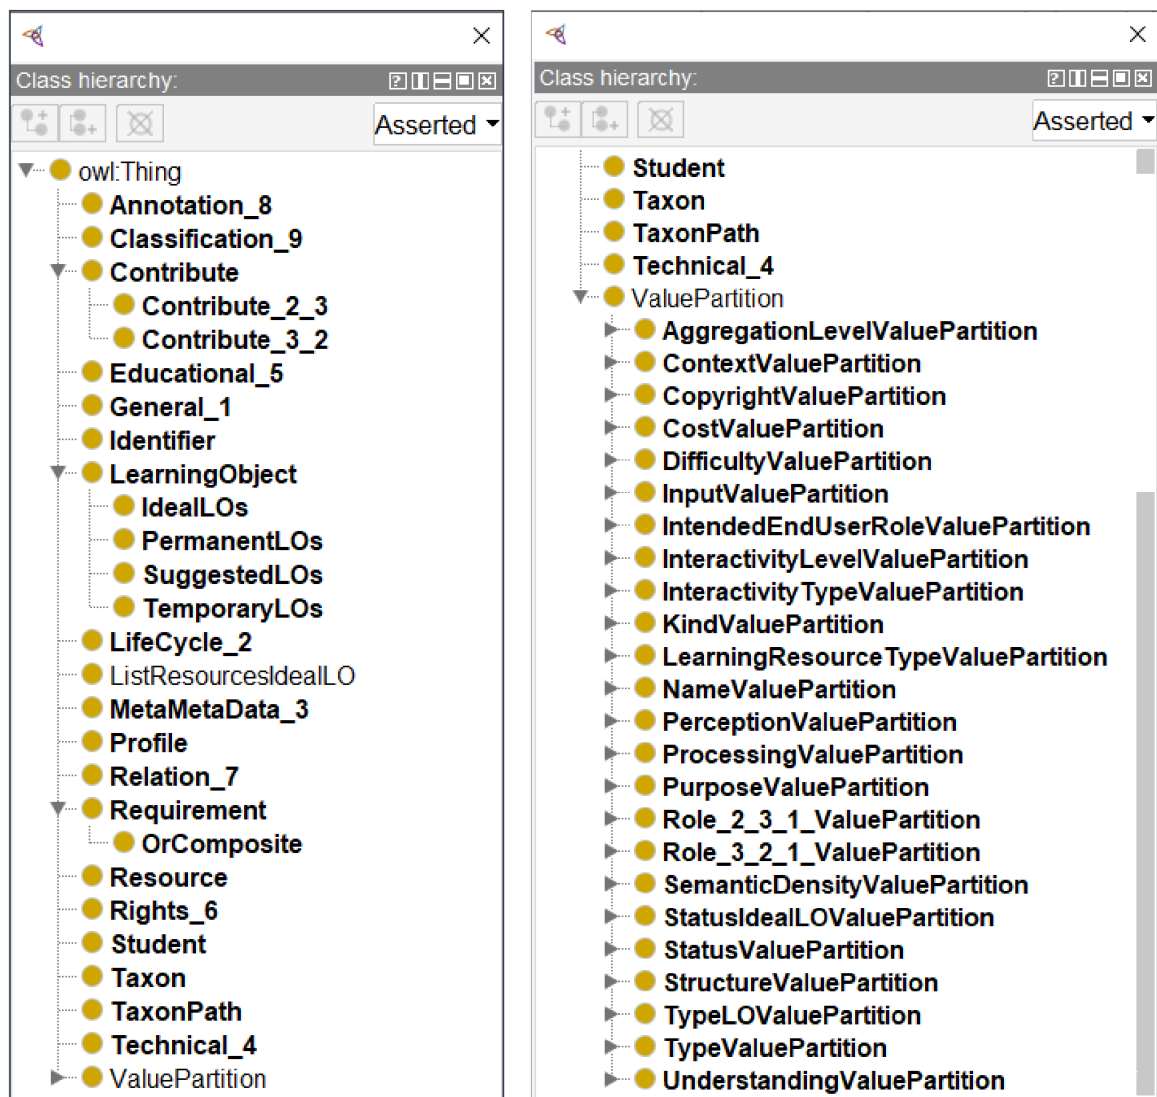 Class hierarchy:
Asserted
owl:Thing
Annotation_8
Classification_9
Contribute
Contribute_2_3
Contribute_3_2
Educational_5
General_1
Identifier
LearningObject
IdealLOs
PermanentLOs
SuggestedLOs
TemporaryLOs
LifeCycle_2
ListResourcesIdealLO
MetaMetaData_3
Profile
Relation_7
Requirement
OrComposite
Resource
Rights_6
Student
Taxon
TaxonPath
Technical_4
ValuePartition
Class hierarchy:
Asserted
Student
Taxon
TaxonPath
Technical_4
ValuePartition
AggregationLevelValuePartition
ContextValuePartition
CopyrightValuePartition
CostValuePartition
DifficultyValuePartition
InputValuePartition
IntendedEndUserRoleValuePartition
InteractivityLevelValuePartition
InteractivityTypeValuePartition
KindValuePartition
LearningResourceTypeValuePartition
NameValuePartition
PerceptionValuePartition
ProcessingValuePartition
PurposeValuePartition
Role_2_3_1_ValuePartition
Role_3_2_1_ValuePartition
SemanticDensityValuePartition
StatusIdealLOValuePartition
StatusValuePartition
StructureValuePartition
TypeLOValuePartition
TypeValuePartition
UnderstandingValuePartition